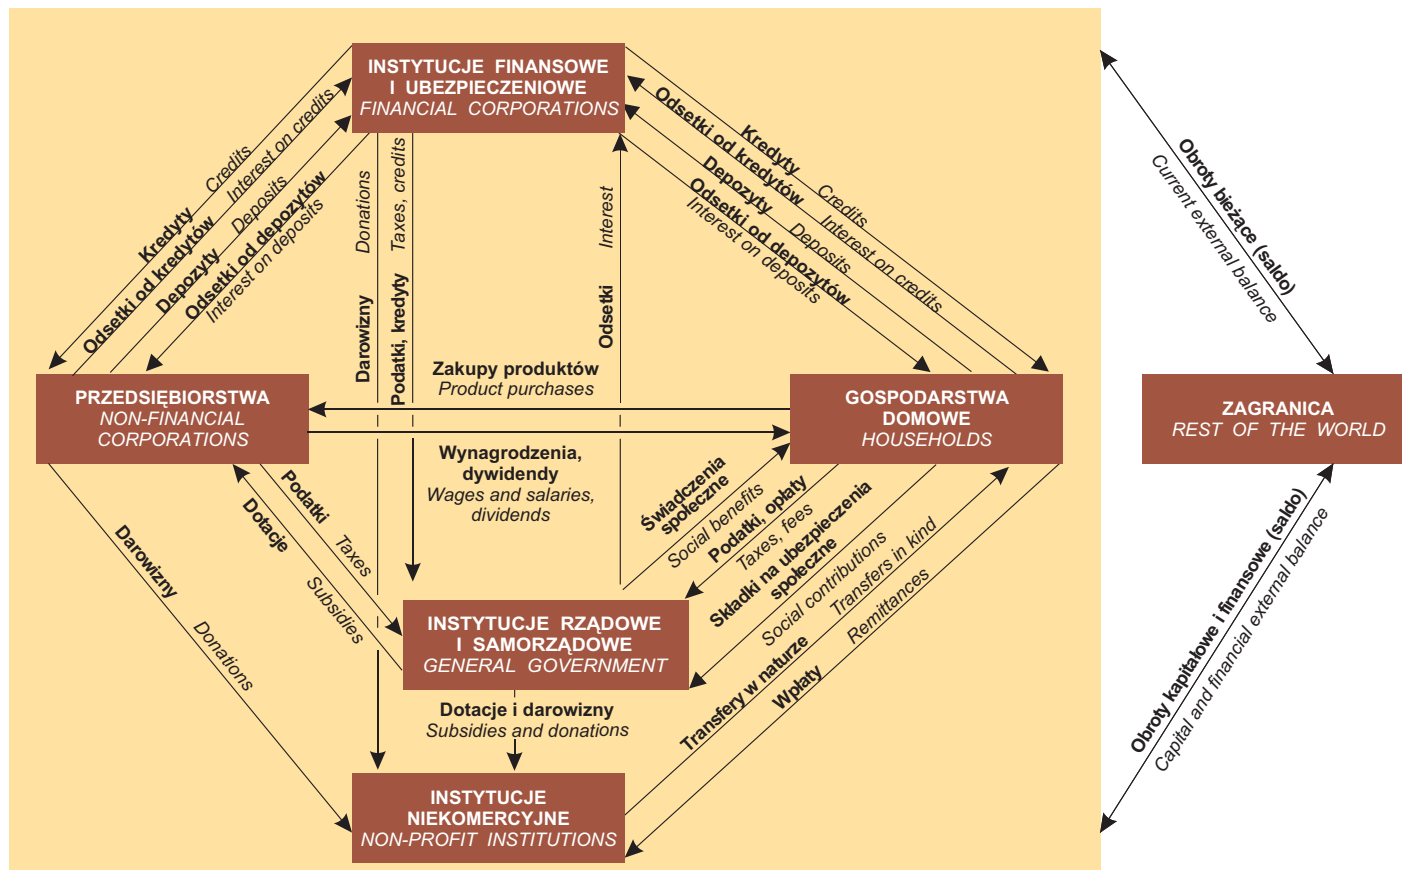 INSTYTUCJE FINANSOWE
I UBEZPIECZENIOWE
FINANCIAL CORPORATIONS
Kredyty
Credits
Odsetki od kredytów
Interest on credits
Depozyty
Deposits
Odsetki od depozytów
Interest on deposits
Darowizny
Donations
Podatki, kredyty
Taxes, credits
Odsetki
Interest
Kredyty
Credits
Odsetki od kredytów
Interest on credits
Depozyty
Deposits
Odsetki od depozytów
Interest on deposits
Obroty bieżące (saldo)
Current external balance
PRZEDSIĘBIORSTWA
NON-FINANCIAL
CORPORATIONS
Zakupy produktów
Product purchases
Wynagrodzenia,
dywidendy
Wages and salaries,
dividends
GOSPODARSTWA
DOMOWE
HOUSEHOLDS
ZAGRANICA
REST OF THE WORLD
Darowizny
Donations
Dotacje
Subsidies
Podatki
Taxes
Świadczenia
społeczne
Social benefits
Podatki, opłaty
Taxes, fees
Składki na ubezpieczenia
społeczne
Social contributions
Transfery w naturze
Transfers in kind
Wpłaty
Remittances
Obroty kapitałowe i finansowe (saldo)
Capital and financial external balance
INSTYTUCJE RZĄDOWE
I SAMORZĄDOWE
GENERAL GOVERNMENT
Dotacje i darowizny
Subsidies and donations
INSTYTUCJE
NIEKOMERCYJNE
NON-PROFIT INSTITUTIONS